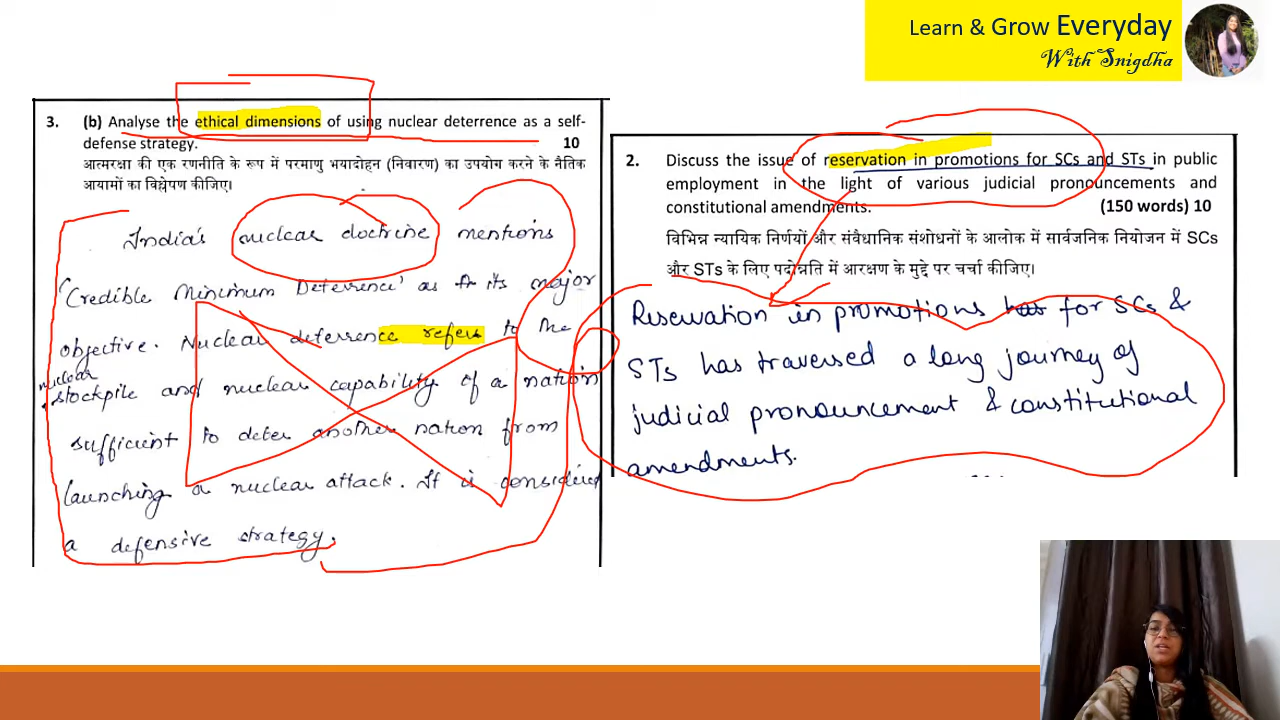 Learn & Grow Everyday
With Snigdha
3. (b) Analyse the ethical dimensions of using nuclear deterrence as a self-
defense strategy. 10
आत्मरक्षा की एक रणनीति के रूप में परमाणु भयादोहन (निवारण) का उपयोग करने के नैतिक
आयामों का विश्लेषण कीजिए।
India's nuclear doctrine mentions
'Credible Minimum Deterrence' as its major
objective. Nuclear deterrence refers to the
nuclear
stockpile and nuclear capability of a nation
sufficient to deter another nation from
launching a nuclear attack. It is considered
a defensive strategy.
2. Discuss the issue of reservation in promotions for SCs and STs in public
employment in the light of various judicial pronouncements and
constitutional amendments. (150 words) 10
विभिन्न न्यायिक निर्णयों और संवैधानिक संशोधनों के आलोक में सार्वजनिक नियोजन में SCs
और STs के लिए पदोन्नति में आरक्षण के मुद्दे पर चर्चा कीजिए।
Reservation in promotions for SCs &
STs has traversed a long journey of
judicial pronouncement & constitutional
amendments.